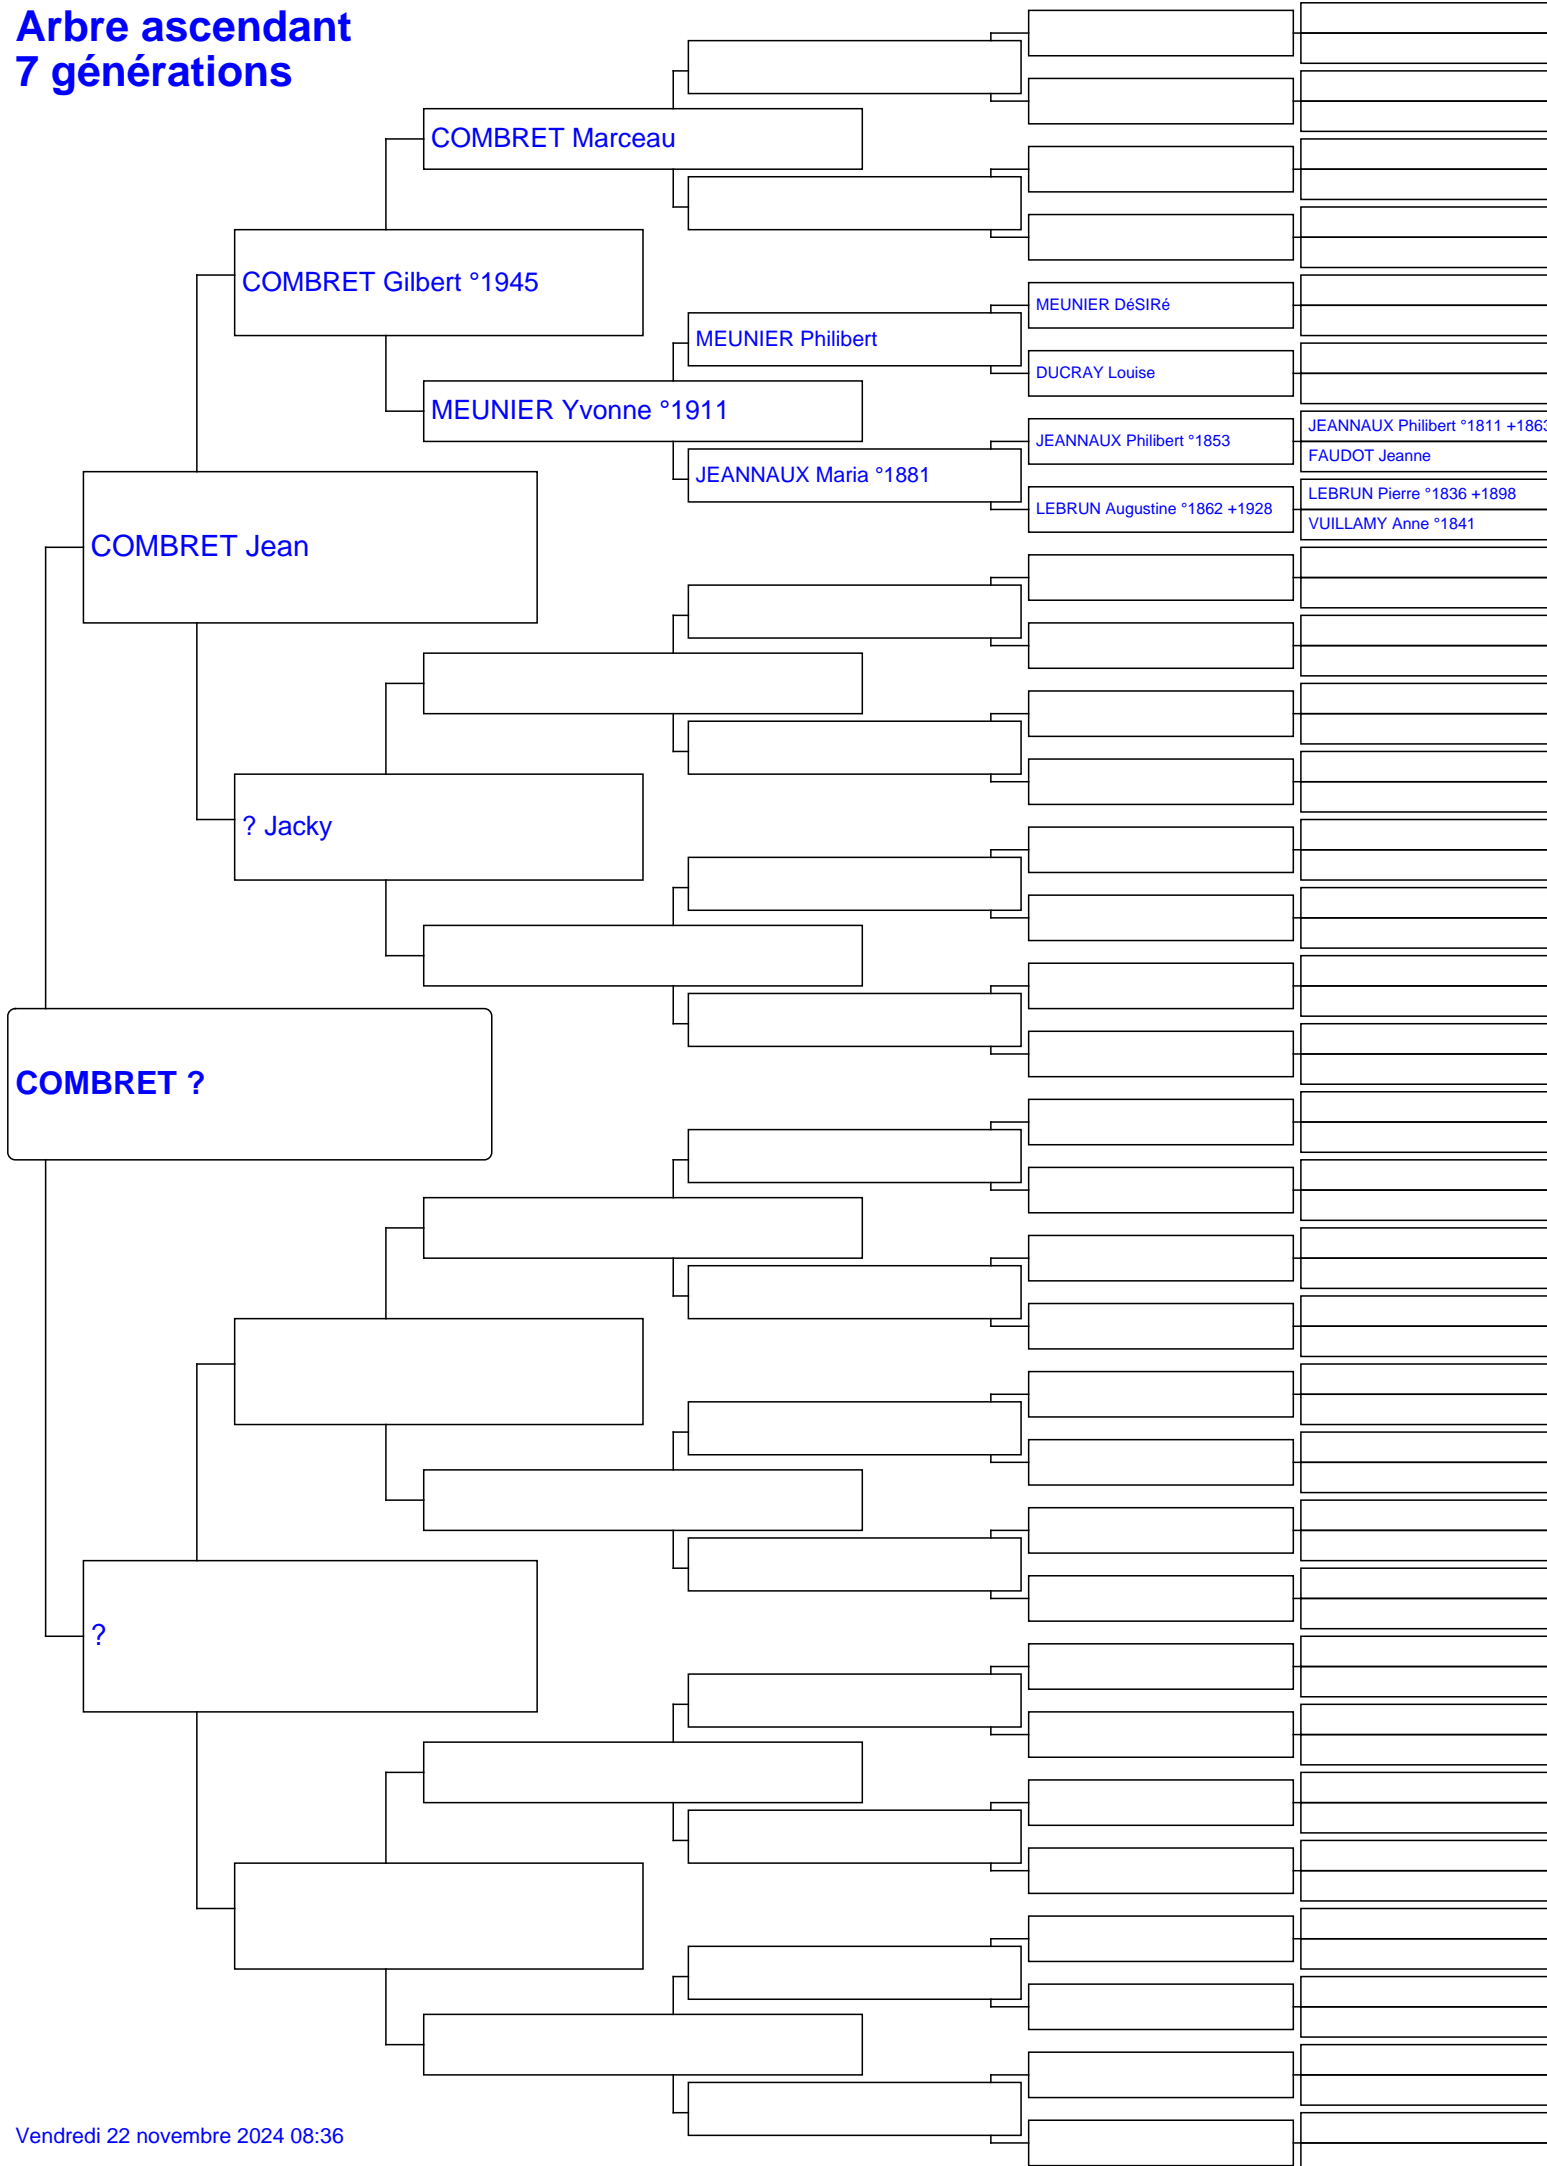 Arbre ascendant
7 générations
COMBRET Marceau
COMBRET Gilbert °1945
MEUNIER DéSIRé
MEUNIER Philibert
DUCRAY Louise
MEUNIER Yvonne °1911
JEANNAUX Philibert °1811 +1863
JEANNAUX Philibert °1853
FAUDOT Jeanne
JEANNAUX Maria °1881
LEBRUN Pierre °1836 +1898
LEBRUN Augustine °1862 +1928
VUILLAMY Anne °1841
COMBRET Jean
? Jacky
COMBRET ?
?
Vendredi 22 novembre 2024 08:36